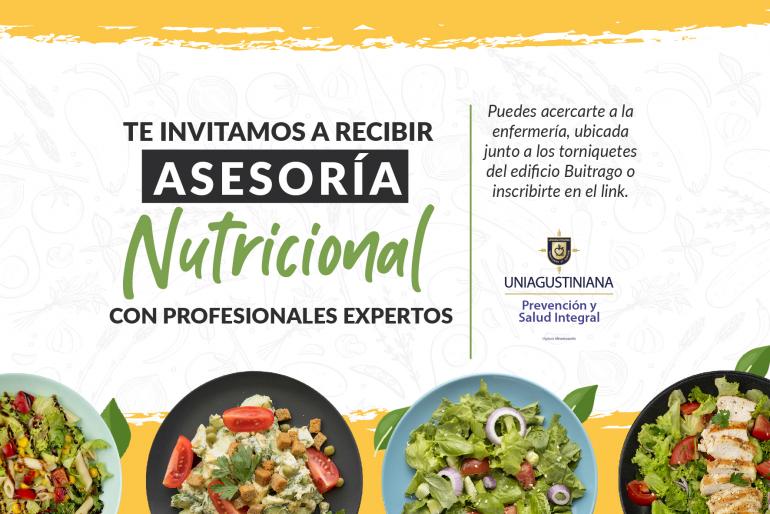 TE INVITAMOS A RECIBIR
ASESORÍA
Nutricional
CON PROFESIONALES EXPERTOS
Puedes acercarte a la
enfermería, ubicada
junto a los torniquetes
del edificio Buitrago o
inscribirte en el link.
UNIAGUSTINIANA
Prevención y
Salud Integral